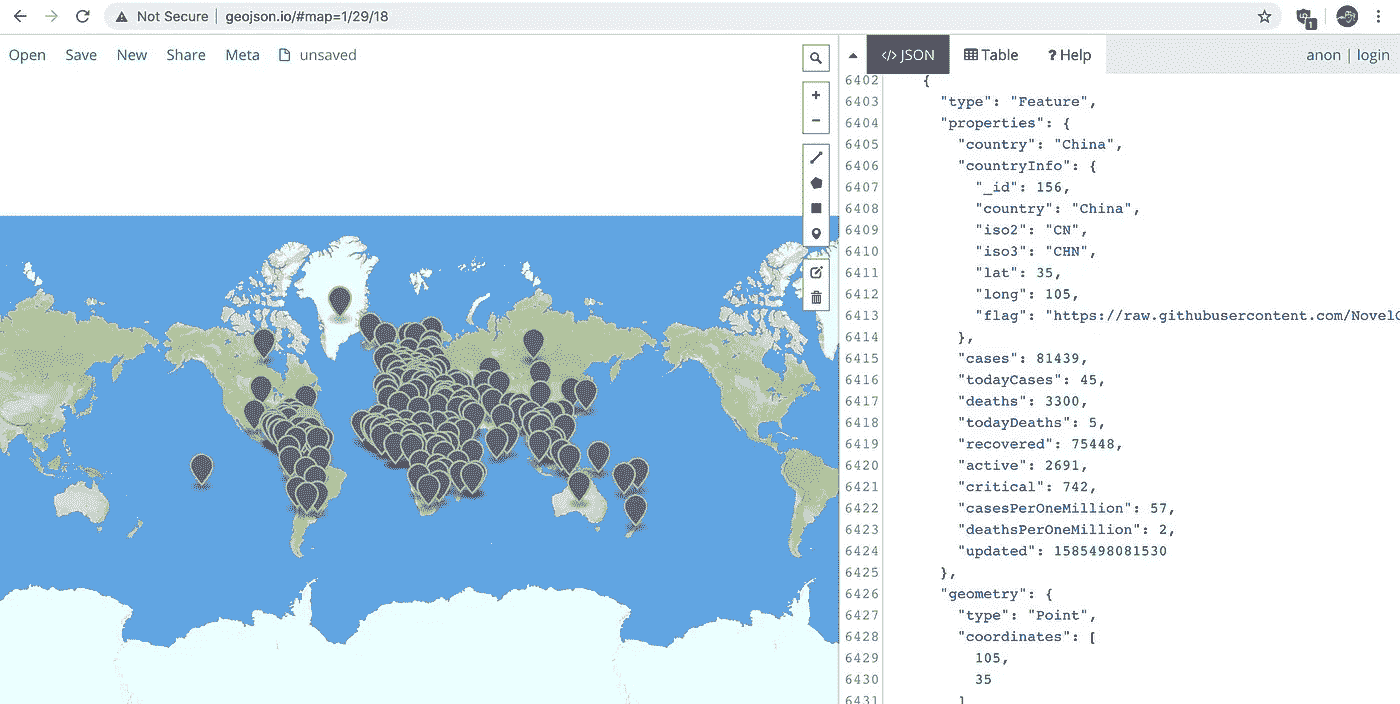 Not Secure | geojson.io/#map=1/29/18
1
Open Save New Share Meta unsaved
</> JSON Table ? Help anon | login
+
−
6402 {
6403 "type": "Feature",
6404 "properties": {
6405 "country": "China",
6406 "countryInfo": {
6407 "_id": 156,
6408 "country": "China",
6409 "iso2": "CN",
6410 "iso3": "CHN",
6411 "lat": 35,
6412 "long": 105,
6413 "flag": "https://raw.githubusercontent.com/Novel
6414 },
6415 "cases": 81439,
6416 "todayCases": 45,
6417 "deaths": 3300,
6418 "todayDeaths": 5,
6419 "recovered": 75448,
6420 "active": 2691,
6421 "critical": 742,
6422 "casesPerOneMillion": 57,
6423 "deathsPerOneMillion": 2,
6424 "updated": 1585498081530
6425 },
6426 "geometry": {
6427 "type": "Point",
6428 "coordinates": [
6429 105,
6430 35
6431 ]